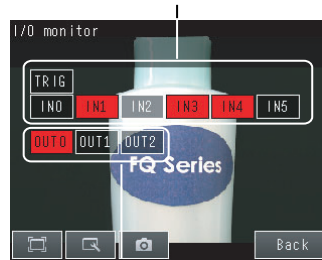 I/O monitor
TRIG
IN0 IN1 IN2 IN3 IN4 IN5
OUT0 OUT1 OUT2
FQ Series
Back